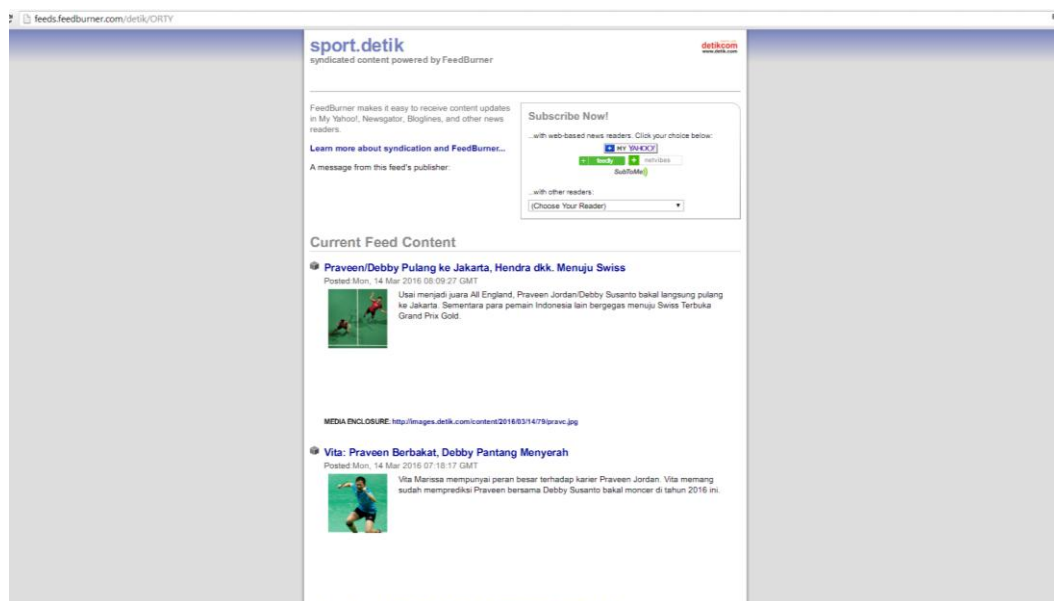 feeds.feedburner.com/detik/ORTY
sport.detik
syndicated content powered by FeedBurner
detikcom
www.detik.com
FeedBurner makes it easy to receive content updates
in My Yahoo!, Newsgator, Bloglines, and other news
readers.
Learn more about syndication and FeedBurner...
A message from this feed's publisher:
Subscribe Now!
...with web-based news readers. Click your choice below:
+ MY YAHOO!
+ feedly + netvibes
SubToMe
...with other readers:
(Choose Your Reader)
Current Feed Content
Praveen/Debby Pulang ke Jakarta, Hendra dkk. Menuju Swiss
Posted:Mon, 14 Mar 2016 08:09:27 GMT
Usai menjadi juara All England, Praveen Jordan/Debby Susanto bakal langsung pulang
ke Jakarta. Sementara para pemain Indonesia lain bergegas menuju Swiss Terbuka
Grand Prix Gold.
MEDIA ENCLOSURE: http://images.detik.com/content/2016/03/14/79/pravc.jpg
Vita: Praveen Berbakat, Debby Pantang Menyerah
Posted:Mon, 14 Mar 2016 07:18:17 GMT
Vita Marissa mempunyai peran besar terhadap karier Praveen Jordan. Vita memang
sudah memprediksi Praveen bersama Debby Susanto bakal moncer di tahun 2016 ini.